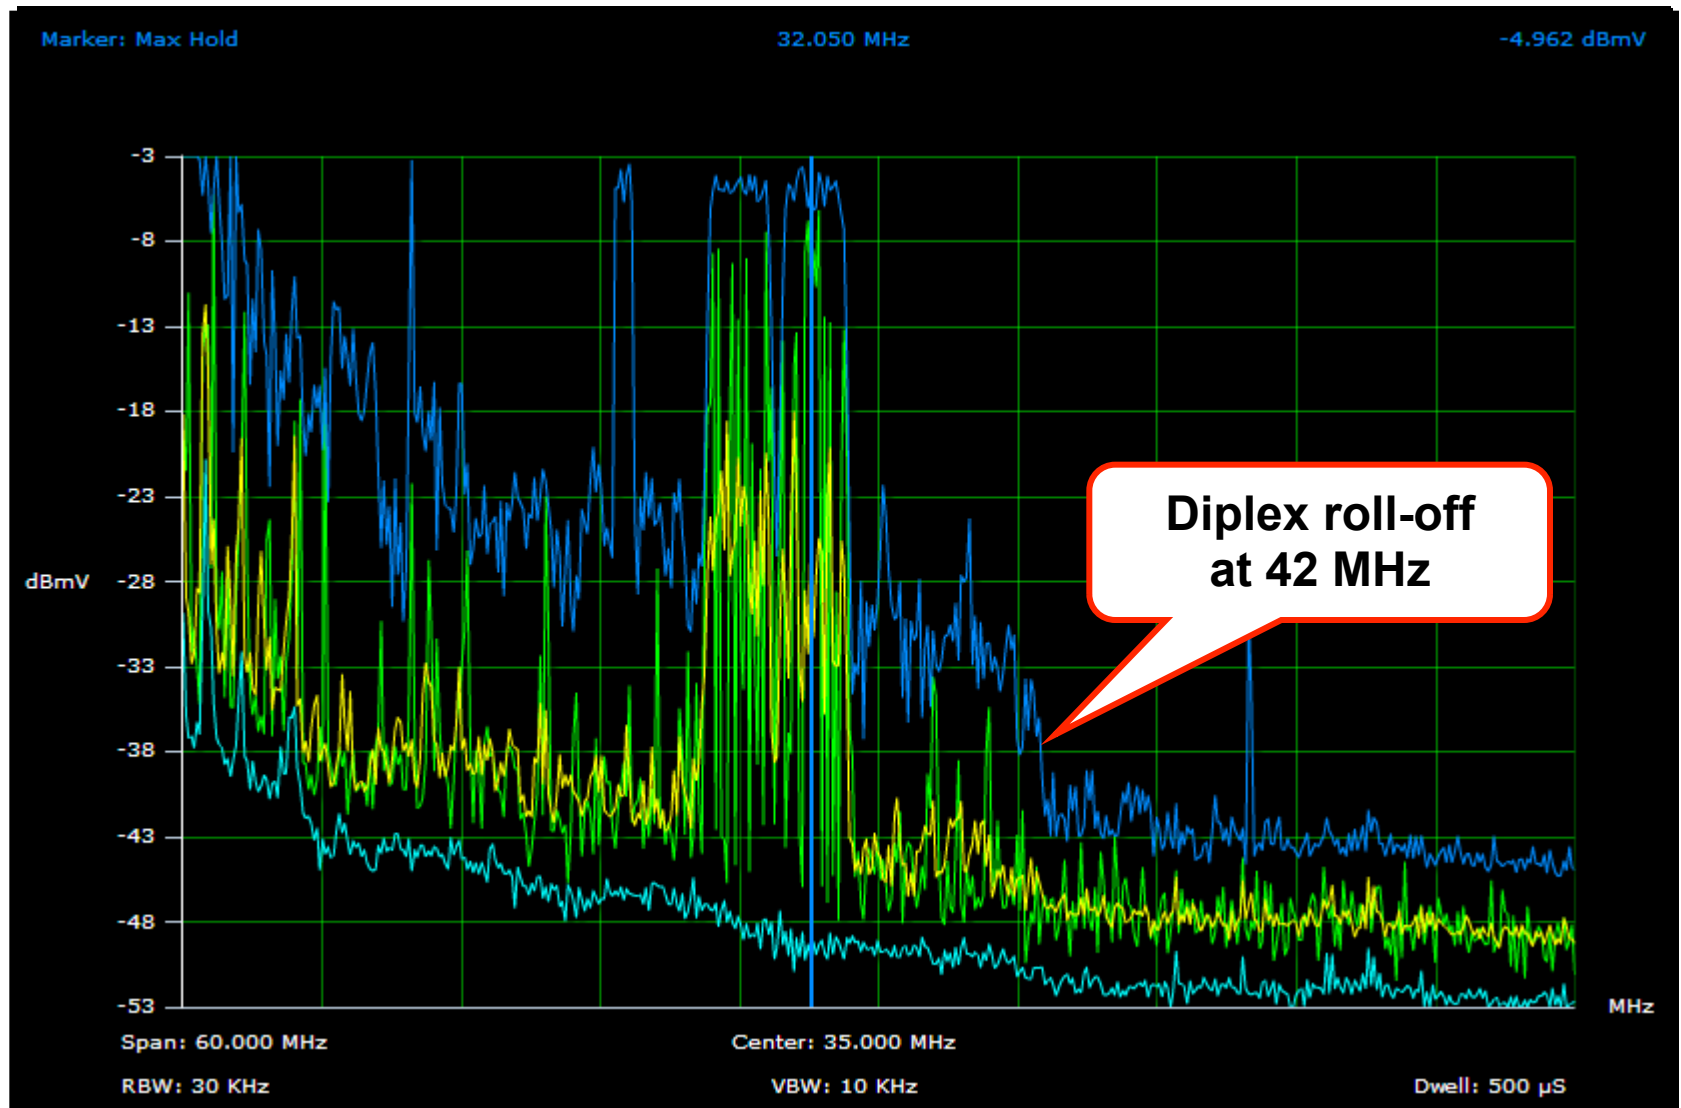 Marker: Max Hold 32.050 MHz -4.962 dBmV
-3
-8
-13
-18
-23
Diplex roll-off
at 42 MHz
dBmV -28
-33
-38
-43
-48
-53 MHz
Span: 60.000 MHz Center: 35.000 MHz
RBW: 30 KHz VBW: 10 KHz Dwell: 500 µS